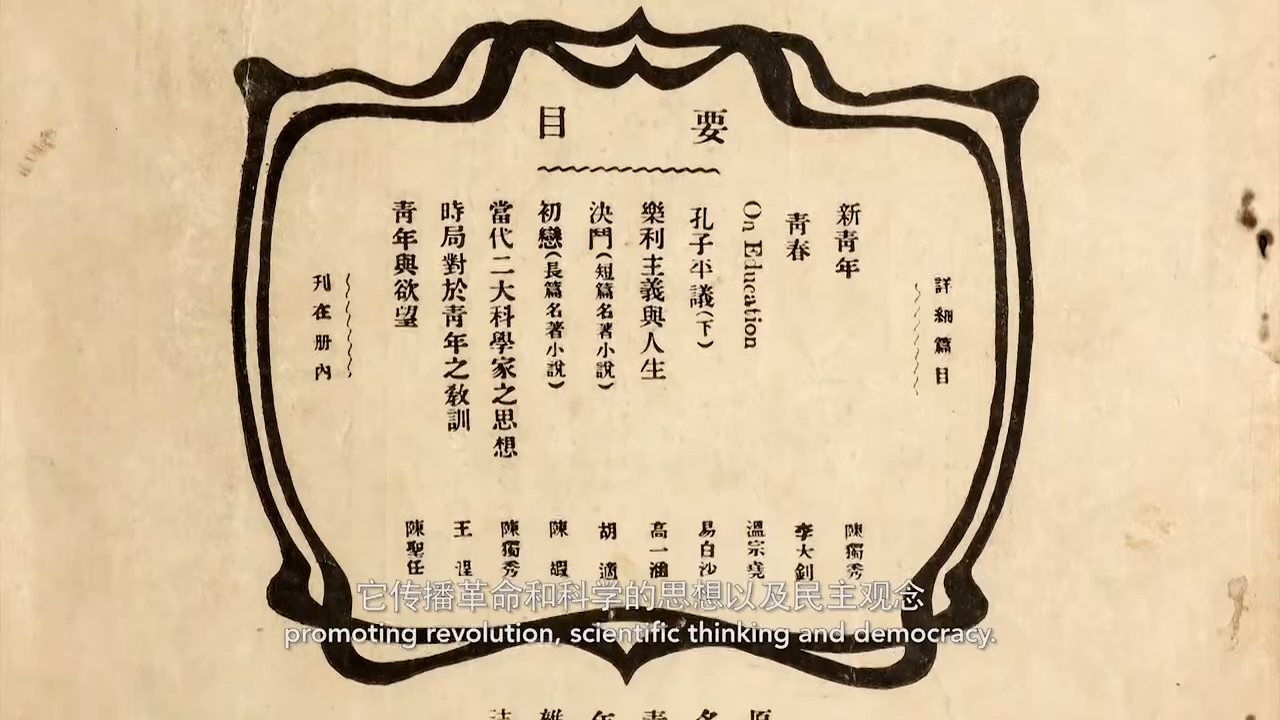 要目
詳細篇目
新青年 陳獨秀
青春 李大釗
On Education 溫宗堯
孔子平議(下) 易白沙
樂利主義與人生 高一涵
決鬥(短篇名著小說) 胡適
初戀(長篇名著小說) 陳嘏
當代二大科學家之思想 陳獨秀
時局對於青年之教訓 王
青年與欲望 陳聖任
刊在册內
它传播革命和科学的思想以及民主观念
promoting revolution, scientific thinking and democracy.